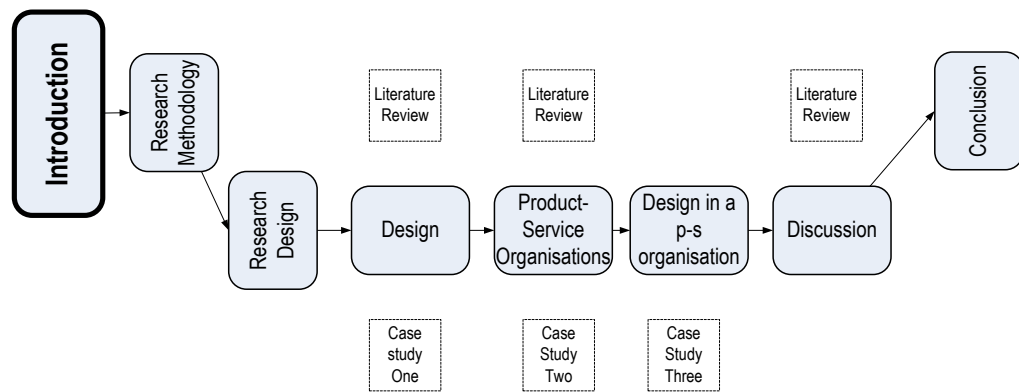 Introduction
Research
Methodology
Research
Design
Literature
Review
Design
Case
study
One
Literature
Review
Product-
Service
Organisations
Case
Study
Two
Design in a
p-s
organisation
Case
Study
Three
Literature
Review
Discussion
Conclusion